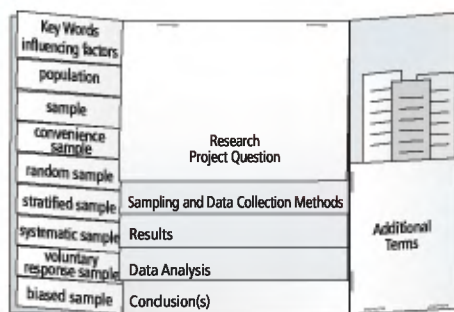 Key Words
influencing factors
population
sample
convenience
sample
random sample
stratified sample
systematic sample
voluntary
response sample
biased sample
Research
Project Question
Sampling and Data Collection Methods
Results
Data Analysis
Conclusion(s)
Additional
Terms